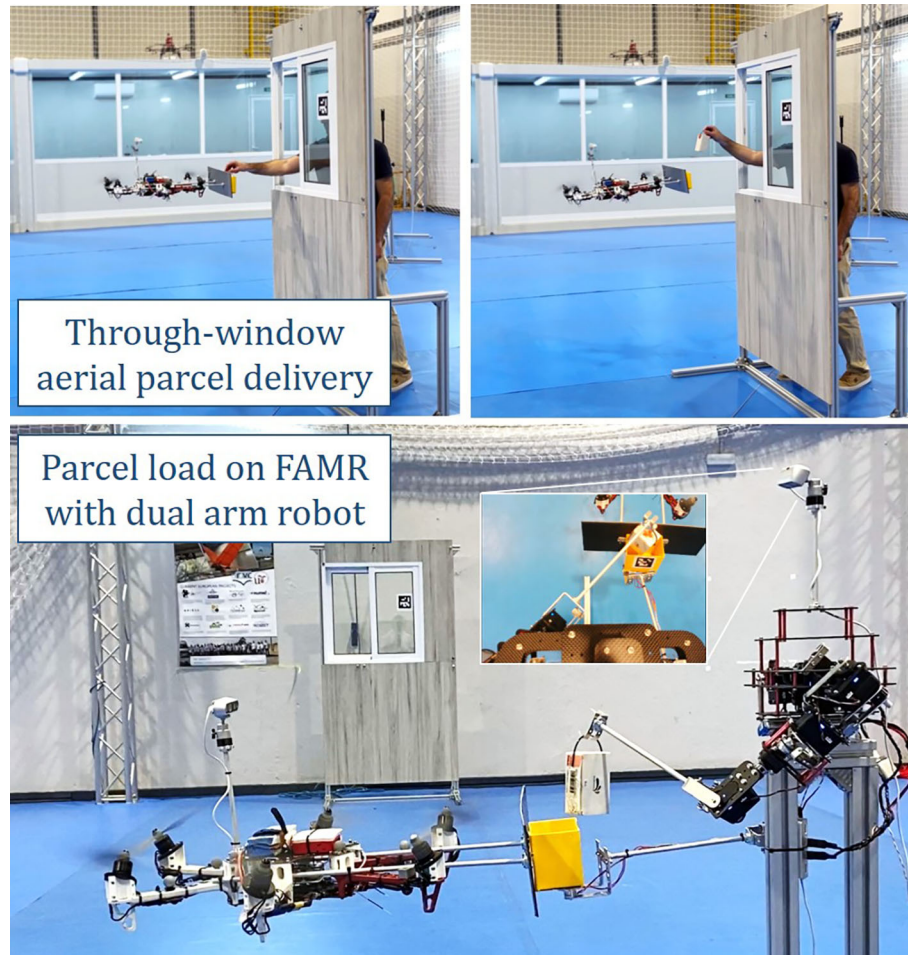 Through-window
aerial parcel delivery
Parcel load on FAMR
with dual arm robot